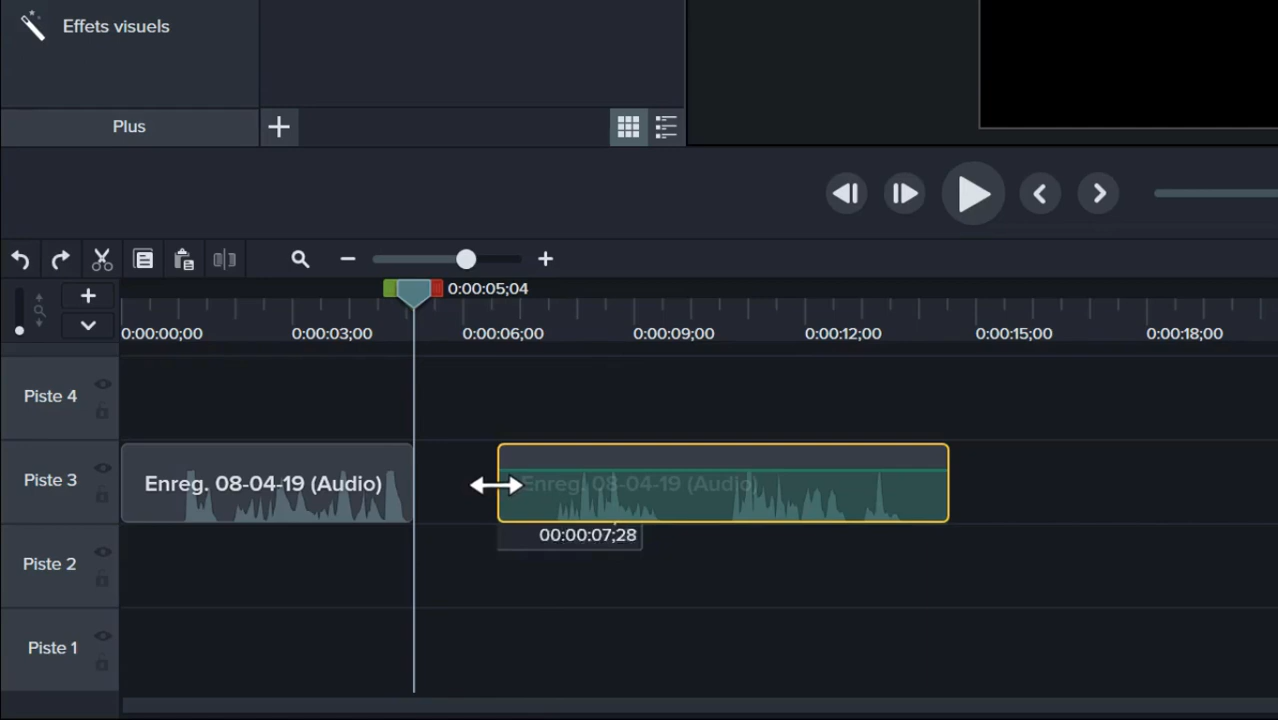 Effets visuels
Plus
0:00:05;04
0:00:00;00 0:00:03;00 0:00:06;00 0:00:09;00 0:00:12;00 0:00:15;00 0:00:18;00
Piste 4
Piste 3
Enreg. 08-04-19 (Audio)
Enreg. 08-04-19 (Audio)
00:00:07;28
Piste 2
Piste 1